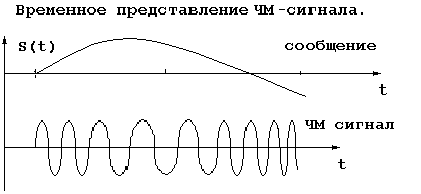 Временное представление ЧМ-сигнала.
S(t)
сообщение
t
ЧМ сигнал
t